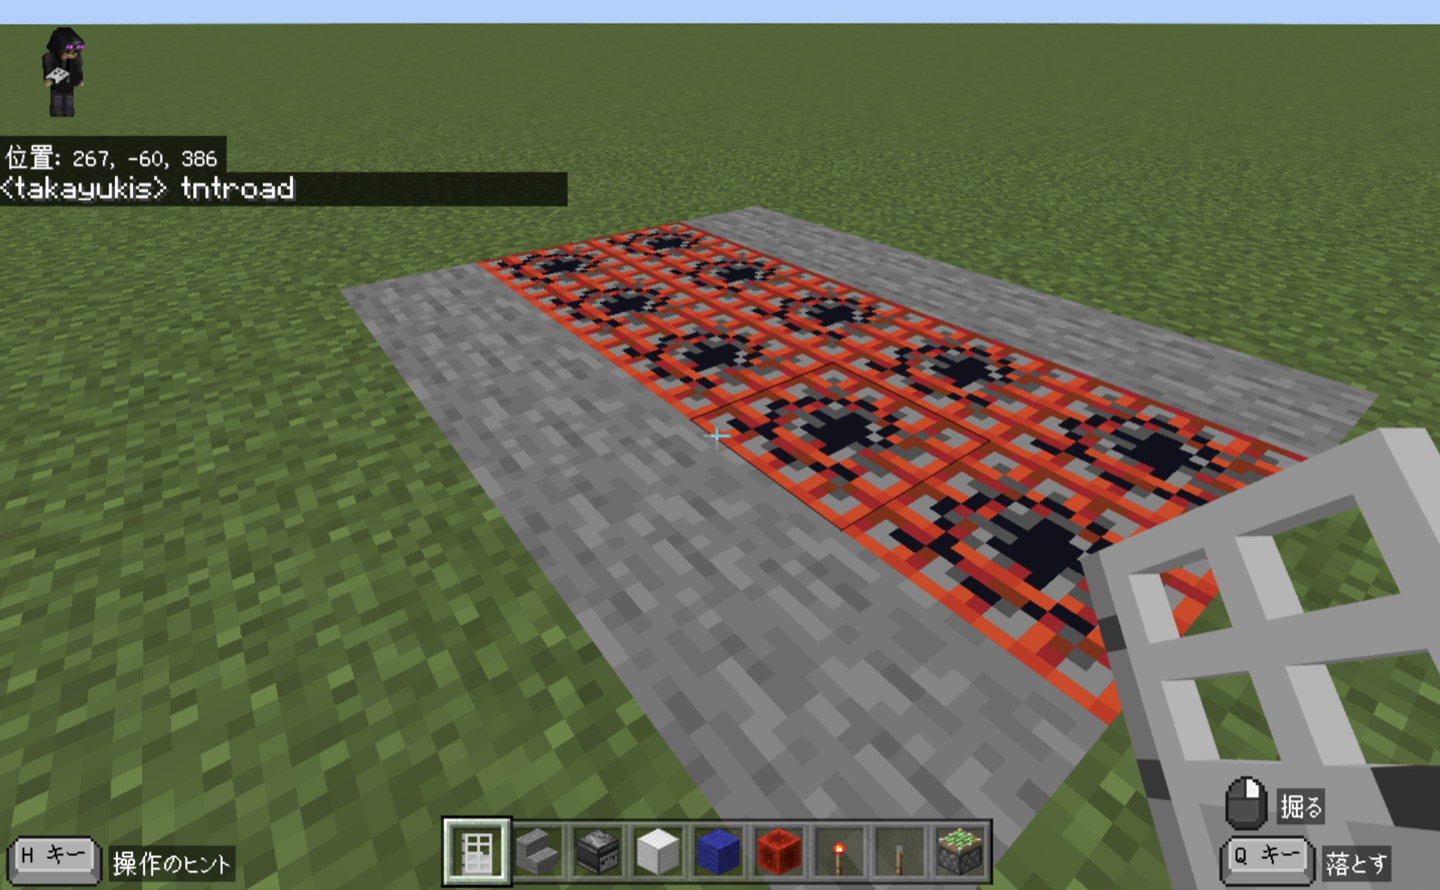 位置: 267, -60, 386
<takayukis> tntroad
掘る
H キー 操作のヒント
Q キー 落とす